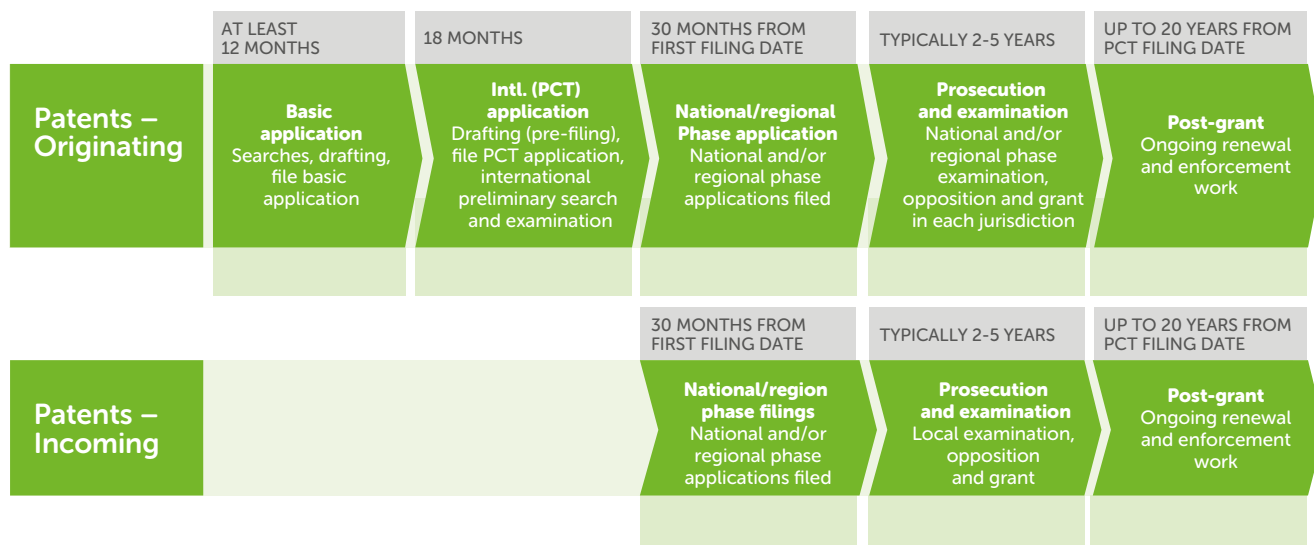 AT LEAST
12 MONTHS
18 MONTHS
30 MONTHS FROM
FIRST FILING DATE
TYPICALLY 2-5 YEARS
UP TO 20 YEARS FROM
PCT FILING DATE
Patents –
Originating
Basic
application
Searches, drafting,
file basic
application
Intl. (PCT)
application
Drafting (pre-filing),
file PCT application,
international
preliminary search
and examination
National/regional
Phase application
National and/or
regional phase
applications filed
Prosecution
and examination
National and/or
regional phase
examination,
opposition and grant
in each jurisdiction
Post-grant
Ongoing renewal
and enforcement
work
30 MONTHS FROM
FIRST FILING DATE
TYPICALLY 2-5 YEARS
UP TO 20 YEARS FROM
PCT FILING DATE
Patents –
Incoming
National/region
phase filings
National and/or
regional phase
applications filed
Prosecution
and examination
Local examination,
opposition
and grant
Post-grant
Ongoing renewal
and enforcement
work